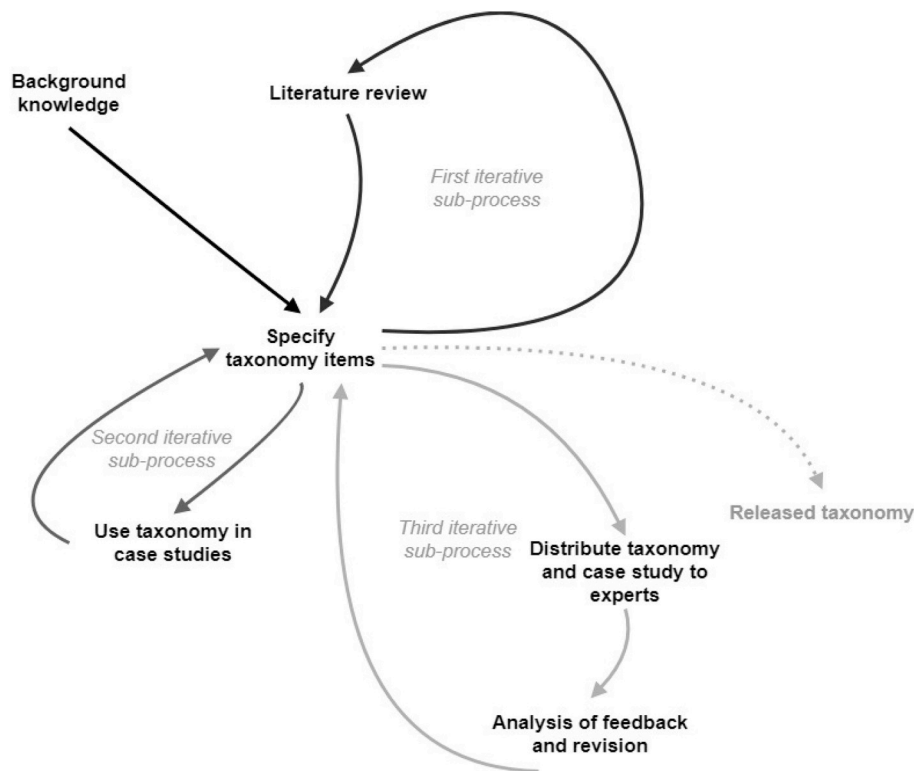 Background
knowledge
Literature review
First iterative
sub-process
Specify
taxonomy items
Second iterative
sub-process
Use taxonomy in
case studies
Third iterative
sub-process
Released taxonomy
Distribute taxonomy
and case study to
experts
Analysis of feedback
and revision